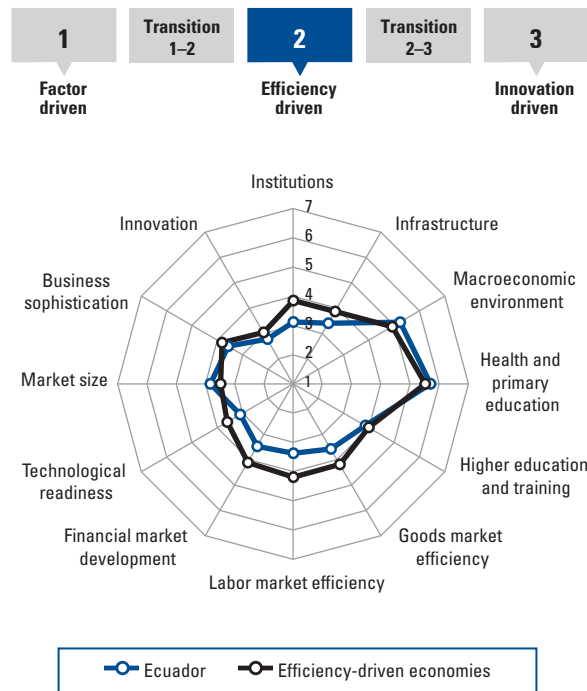 1
Transition
1–2
2
Transition
2–3
3
Factor
driven
Efficiency
driven
Innovation
driven
Institutions
Infrastructure
Macroeconomic
environment
Health and
primary
education
Higher education
and training
Goods market
efficiency
Labor market efficiency
Financial market
development
Technological
readiness
Market size
Business
sophistication
Innovation
7
6
5
4
3
2
1
Ecuador
Efficiency-driven economies